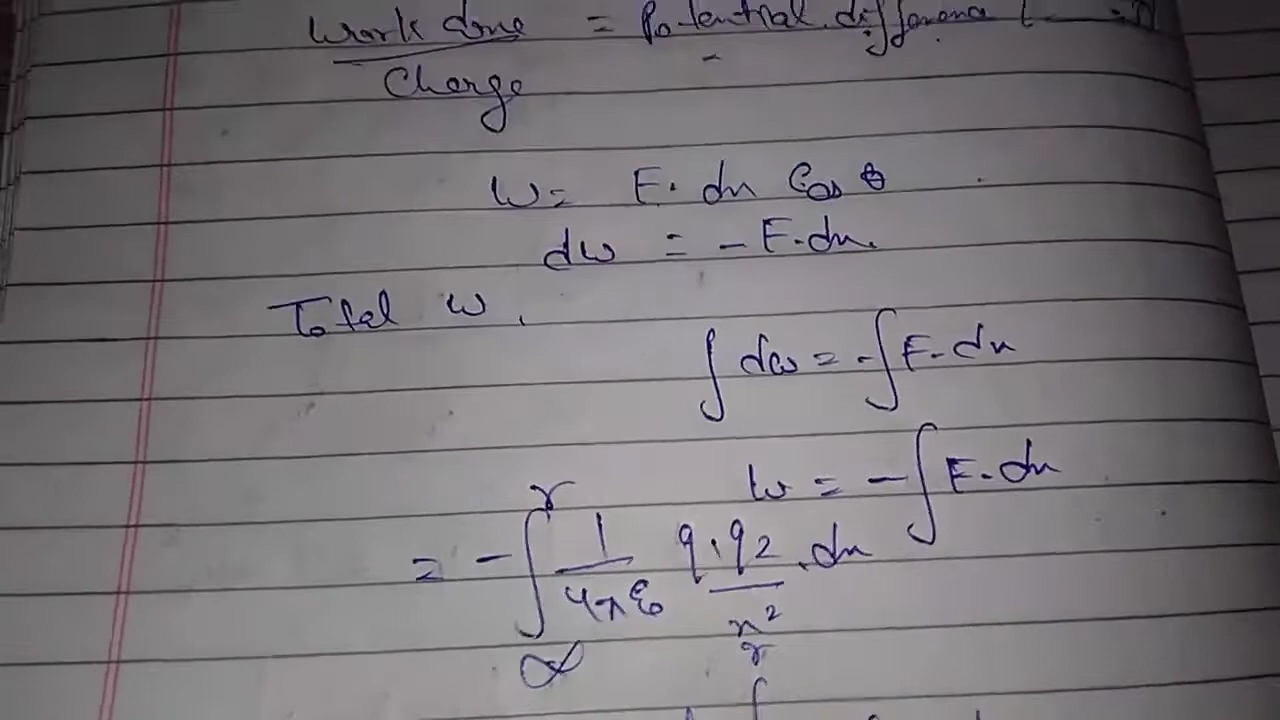 Work done = Potential difference (
Charge
W = F. dx Cos θ
dw = - F.dx.
Total w,
∫ dw = -∫ F. dx
W = -∫ F. dx
= - ∫ 1/4πε₀ q₁q₂/x² .dx
r
∞
r
∫